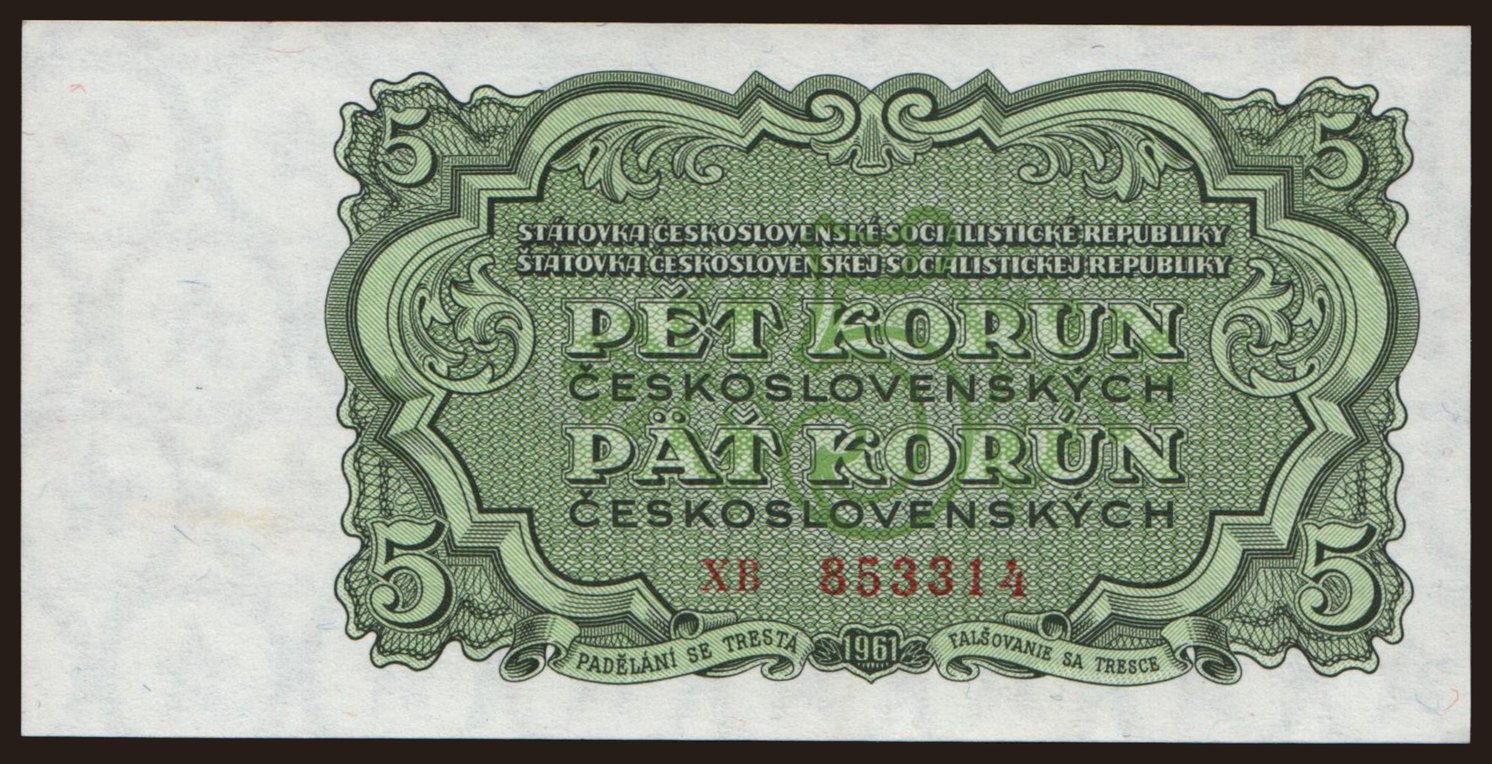 5 5
STÁTOVKA ČESKOSLOVENSKÉ SOCIALISTICKÉ REPUBLIKY
ŠTÁTOVKA ČESKOSLOVENSKEJ SOCIALISTICKEJ REPUBLIKY
PĚT KORUN
ČESKOSLOVENSKÝCH
PÄŤ KORÚN
ČESKOSLOVENSKÝCH
5 5
XB 853314
PADĚLÁNÍ SE TRESTÁ 1961 FALŠOVANIE SA TRESCE